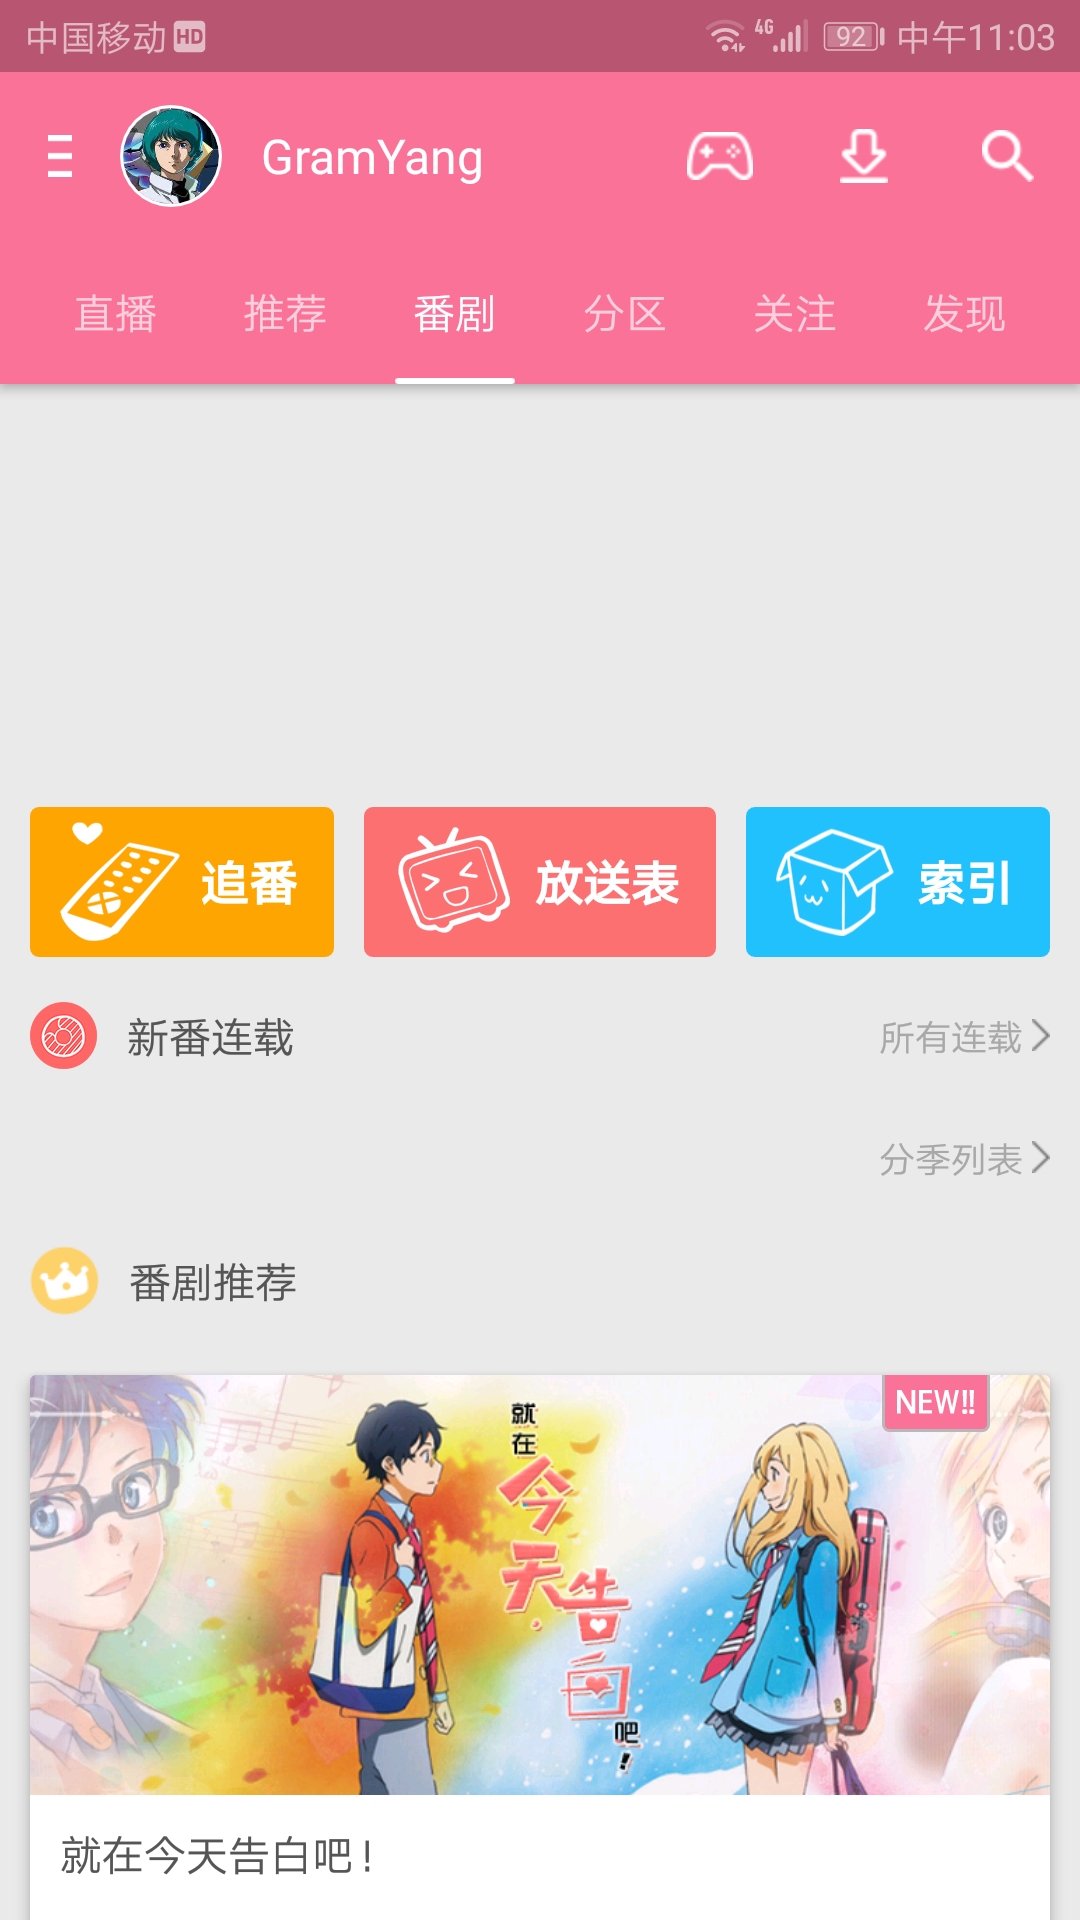 中国移动 HD 4G 92 中午11:03
GramYang
直播 推荐 番剧 分区 关注 发现
追番 放送表 索引
新番连载 所有连载
分季列表
番剧推荐
NEW!!
就
在
今
天
告
白
吧
!
就在今天告白吧!